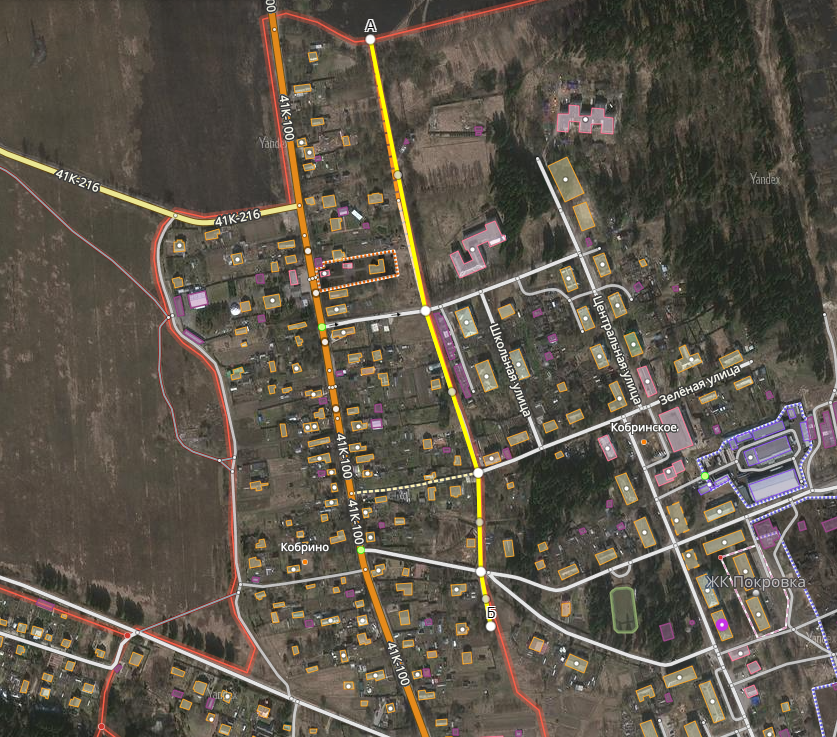 А
41К-100
Yandex
41К-216
41К-216
Yandex
Центральная улица
Школьная улица
Зелёная улица
Кобринское
41К-100
41К-100
Кобрино
ЖК Покровка
Б
41К-100